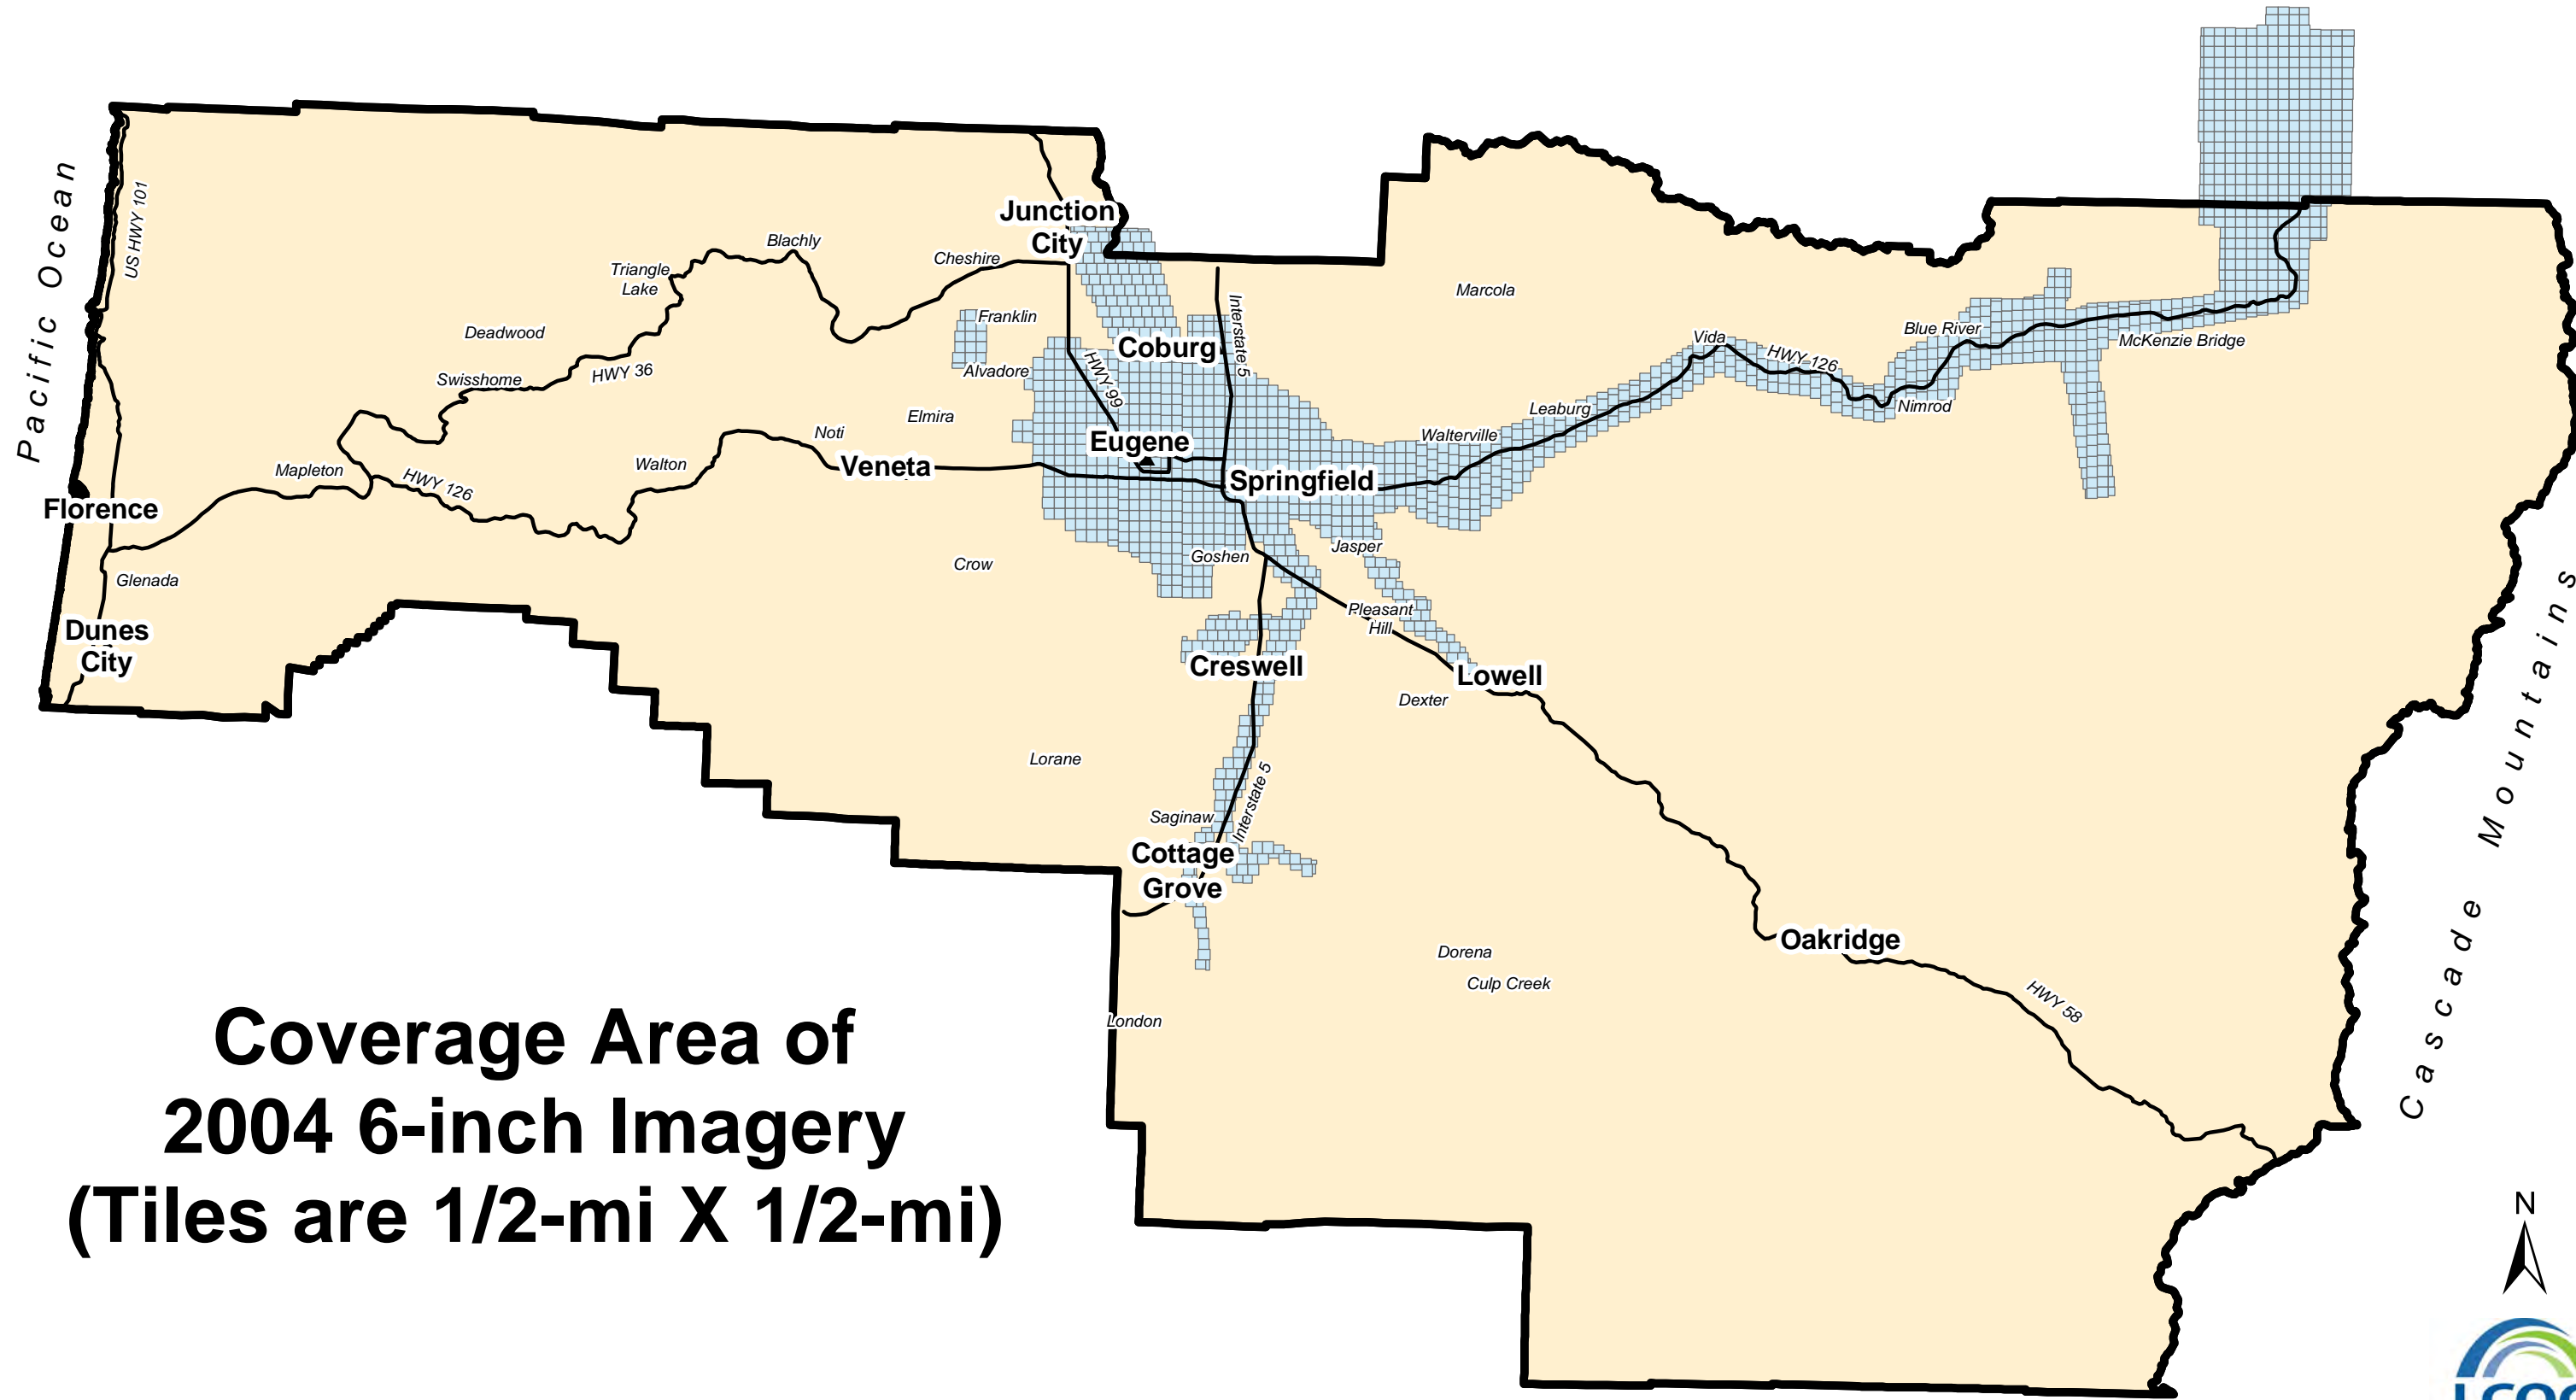 Pacific Ocean
US HWY 101
Junction
City
Blachly
Cheshire
Triangle
Lake
Marcola
Interstate 5
Franklin
Deadwood
Coburg
Vida
Blue River
McKenzie Bridge
HWY 126
HWY 36
Swisshome
Alvadore
HWY 99
Nimrod
Leaburg
Elmira
Noti
Eugene
Walterville
Walton
Veneta
Mapleton
HWY 126
Springfield
Florence
Goshen
Jasper
Crow
Glenada
Pleasant
Hill
Dunes
City
Creswell
Lowell
Dexter
Cascade Mountains
Lorane
Interstate 5
Saginaw
Cottage
Grove
Oakridge
Dorena
Culp Creek
HWY 58
London
Coverage Area of
2004 6-inch Imagery
(Tiles are 1/2-mi X 1/2-mi)
N